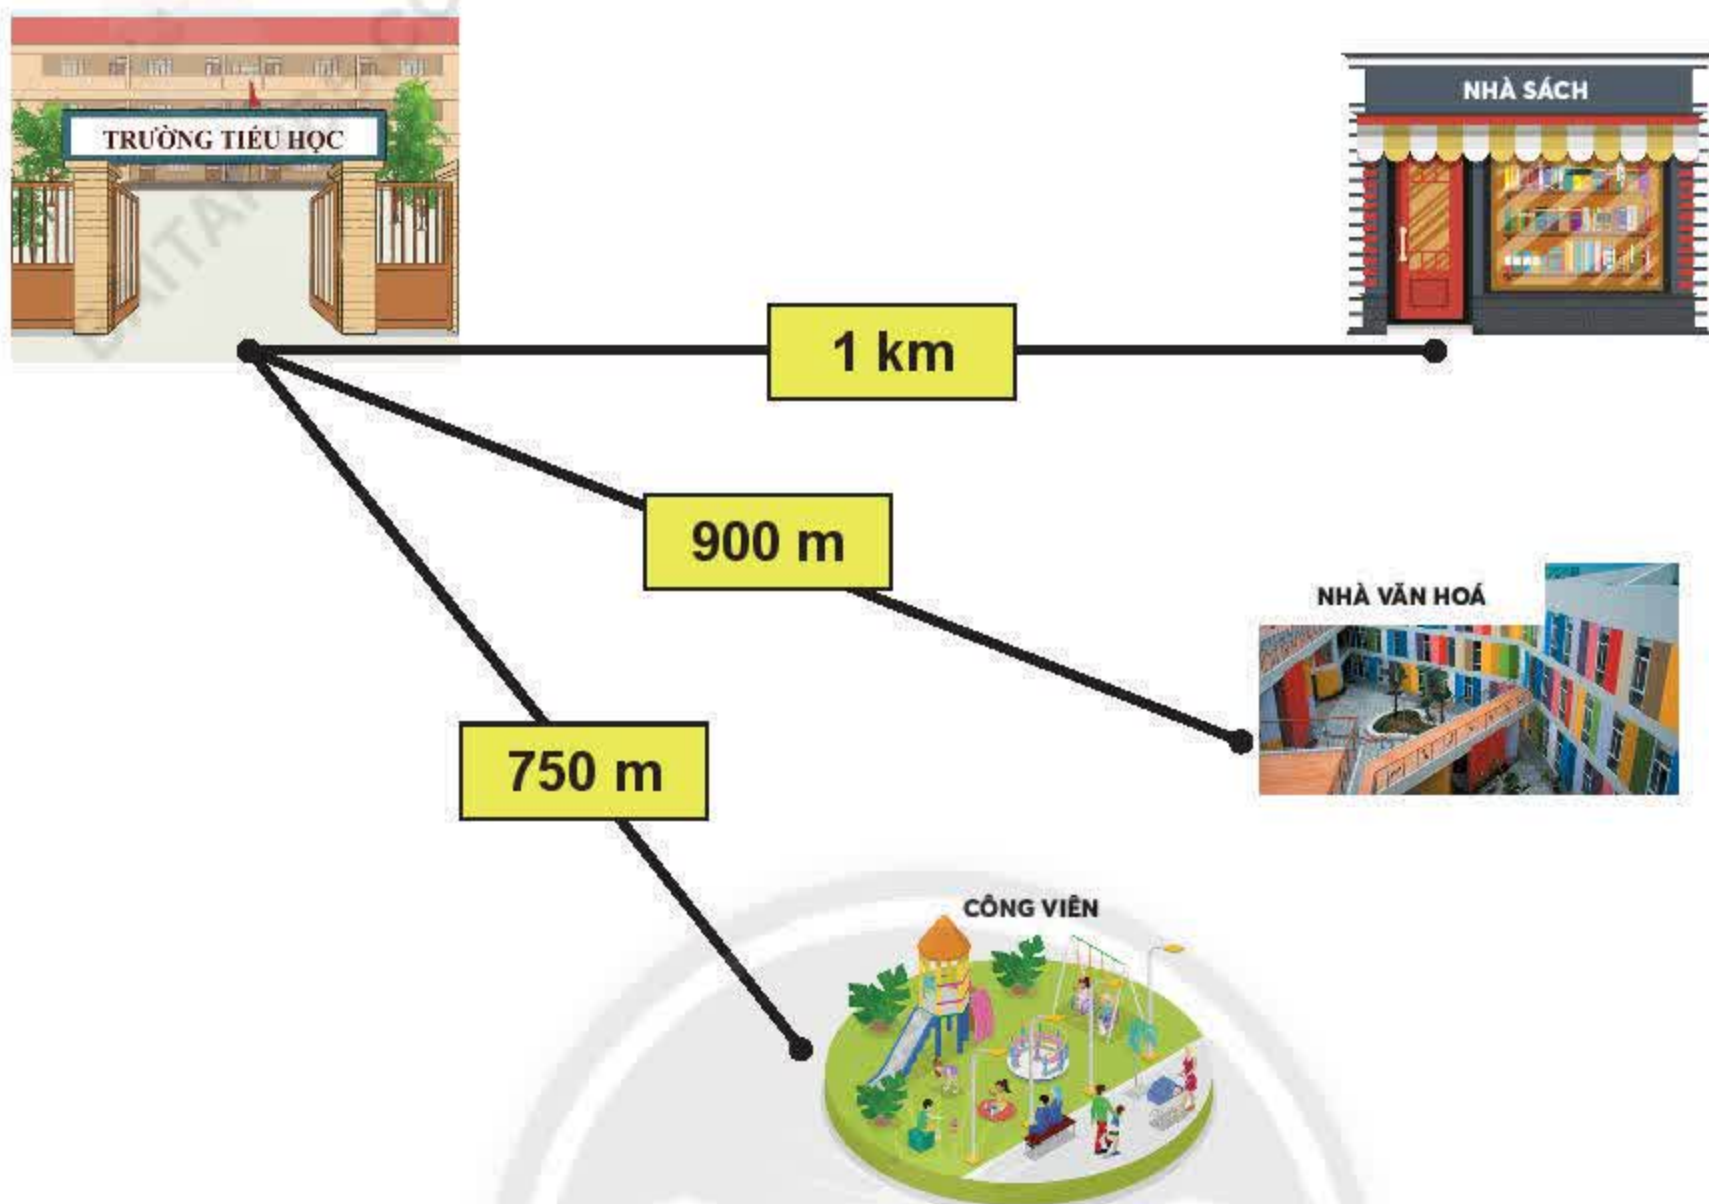 TRƯỜNG TIỂU HỌC
NHÀ SÁCH
1 km
900 m
NHÀ VĂN HOÁ
750 m
CÔNG VIÊN